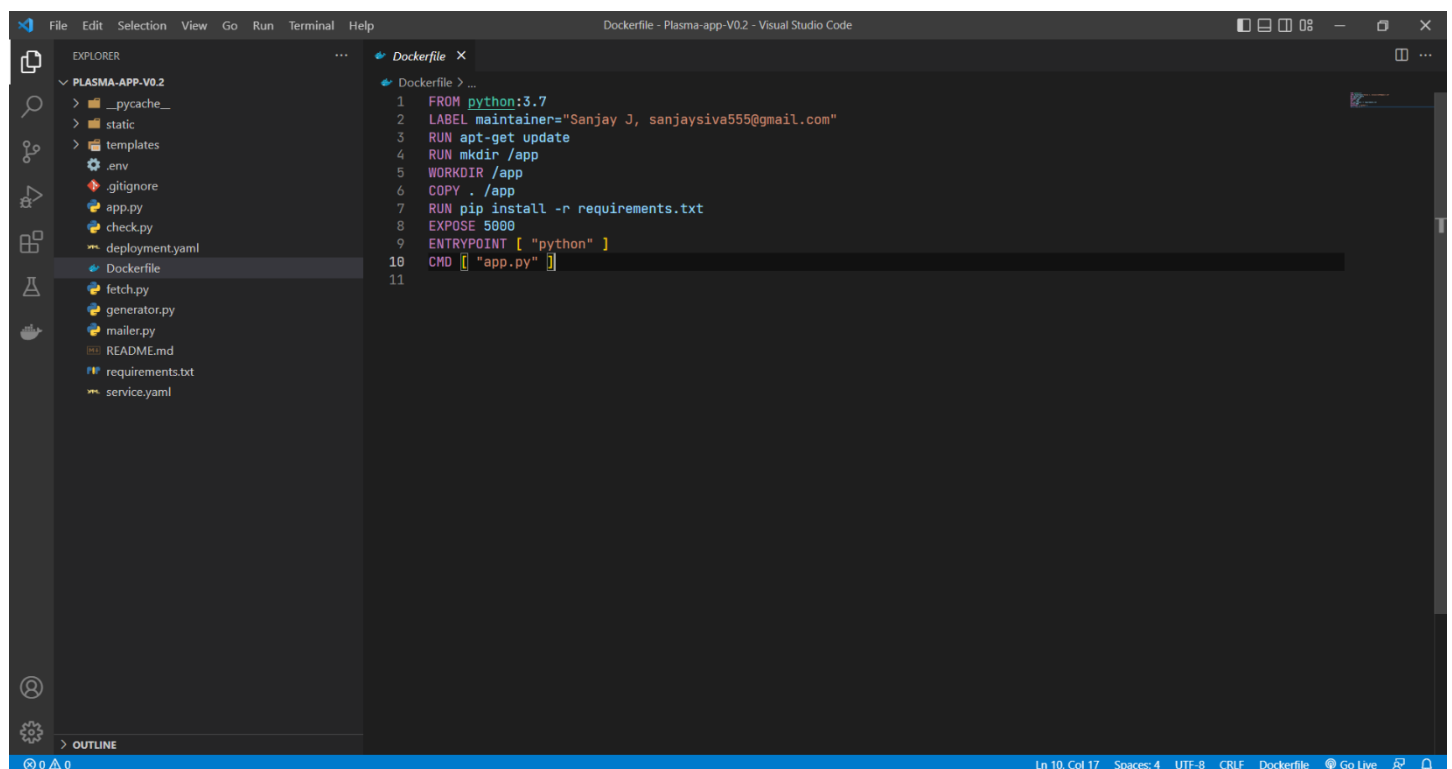 File Edit Selection View Go Run Terminal Help
Dockerfile - Plasma-app-V0.2 - Visual Studio Code
EXPLORER
PLASMA-APP-V0.2
__pycache__
static
templates
.env
.gitignore
app.py
check.py
deployment.yaml
Dockerfile
fetch.py
generator.py
mailer.py
README.md
requirements.txt
service.yaml
OUTLINE
Dockerfile
Dockerfile > ...
1 FROM python:3.7
2 LABEL maintainer="Sanjay J, sanjaysiva555@gmail.com"
3 RUN apt-get update
4 RUN mkdir /app
5 WORKDIR /app
6 COPY . /app
7 RUN pip install -r requirements.txt
8 EXPOSE 5000
9 ENTRYPOINT [ "python" ]
10 CMD [ "app.py" ]
11
0 0
Ln 10, Col 17 Spaces: 4 UTF-8 CRLF Dockerfile Go Live